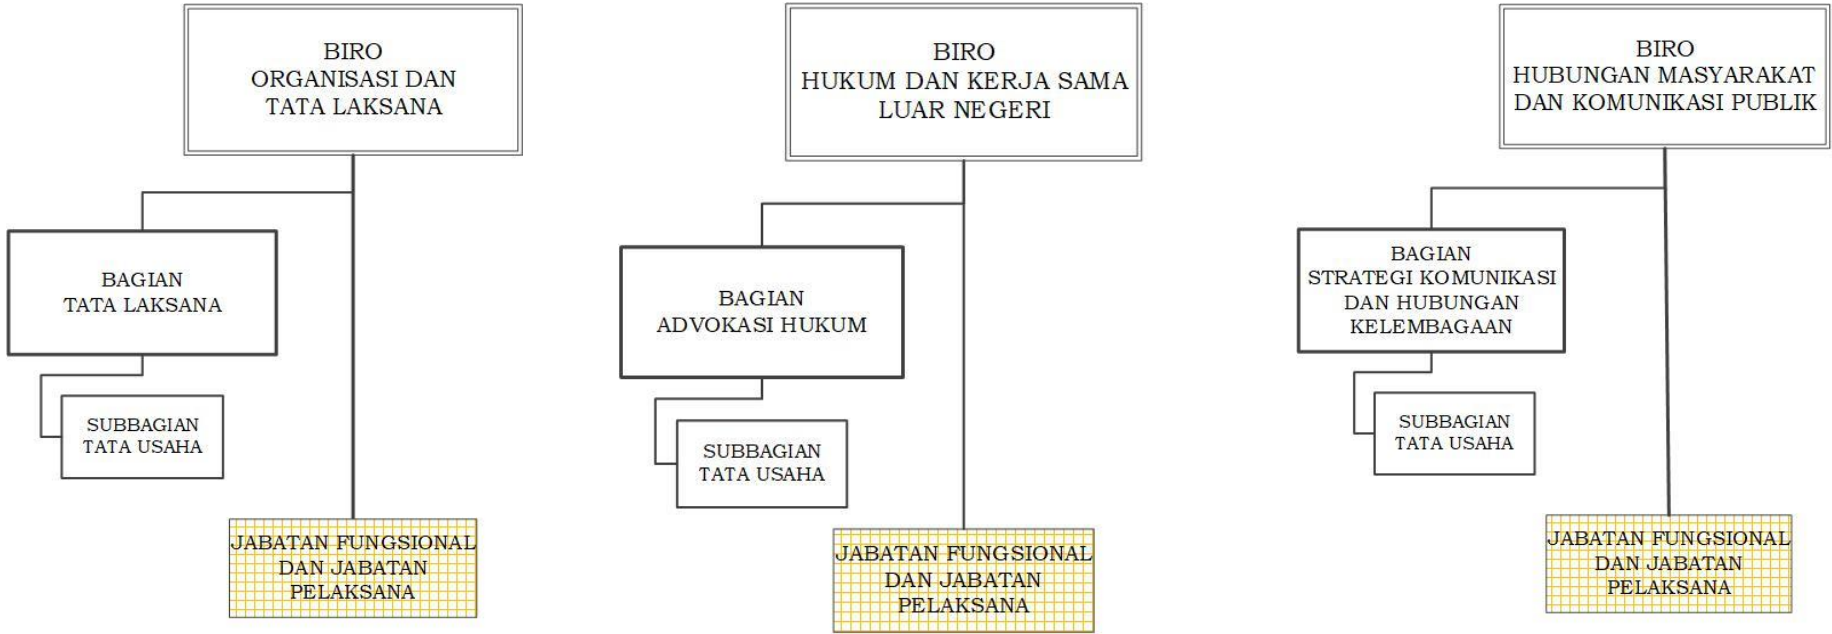 BIRO
ORGANISASI DAN
TATA LAKSANA
BAGIAN
TATA LAKSANA
SUBBAGIAN
TATA USAHA
JABATAN FUNGSIONAL
DAN JABATAN
PELAKSANA
BIRO
HUKUM DAN KERJA SAMA
LUAR NEGERI
BAGIAN
ADVOKASI HUKUM
SUBBAGIAN
TATA USAHA
JABATAN FUNGSIONAL
DAN JABATAN
PELAKSANA
BIRO
HUBUNGAN MASYARAKAT
DAN KOMUNIKASI PUBLIK
BAGIAN
STRATEGI KOMUNIKASI
DAN HUBUNGAN
KELEMBAGAAN
SUBBAGIAN
TATA USAHA
JABATAN FUNGSIONAL
DAN JABATAN
PELAKSANA